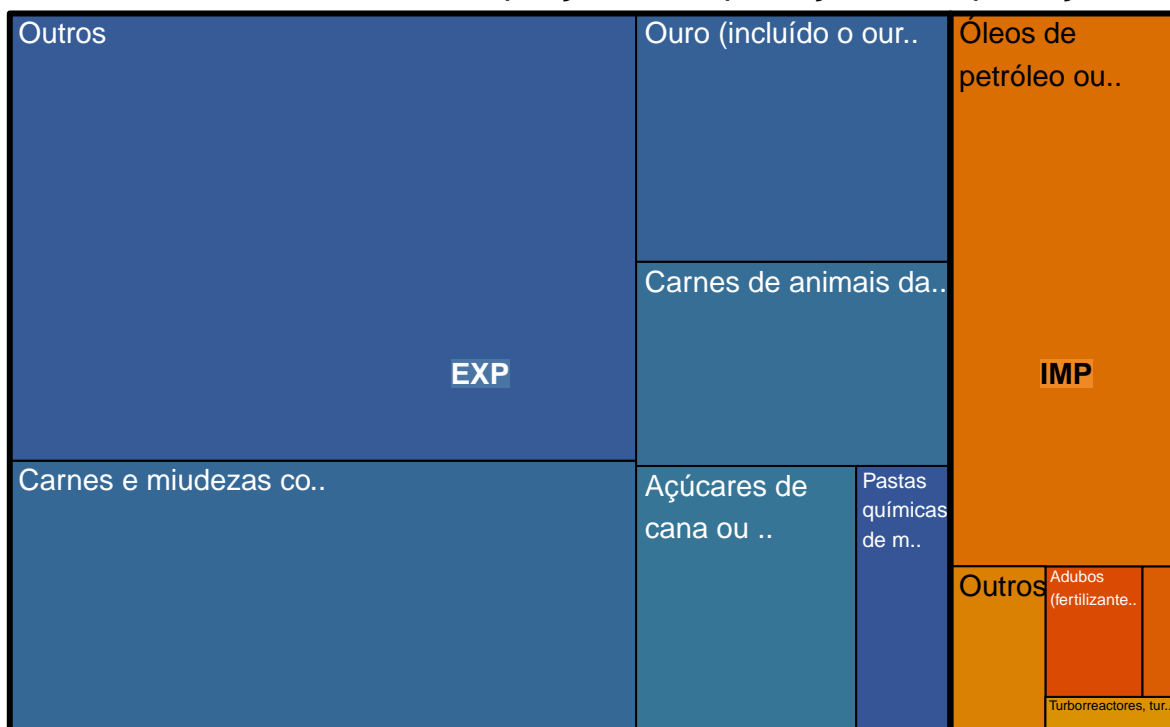 Outros
Ouro (incluído o our..
Óleos de
petróleo ou..
Carnes de animais da..
EXP
IMP
Carnes e miudezas co..
Açúcares de
cana ou ..
Pastas
químicas
de m..
Outros
Adubos
(fertilizante..
Turborreactores, tur..